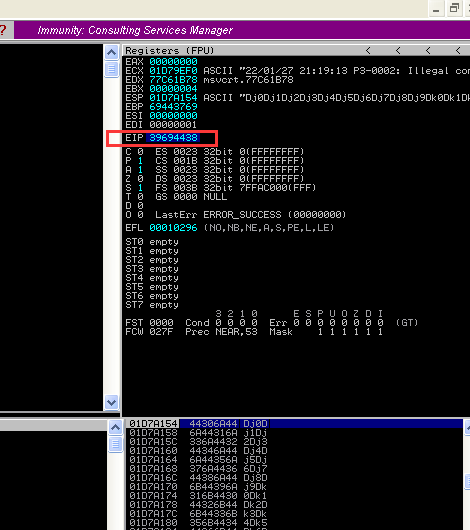 ?
Immunity: Consulting Services Manager
Registers (FPU) < < < <
EAX 00000000
ECX 01D79EF0 ASCII "22/01/27 21:19:13 P3-0002: Illegal con
EDX 77C61B78 msvcrt.77C61B78
EBX 00000004
ESP 01D7A154 ASCII "Dj0Dj1Dj2Dj3Dj4Dj5Dj6Dj7Dj8Dj9Dk0Dk1Dk
EBP 69443769
ESI 00000000
EDI 00000001
EIP 39694438
C 0 ES 0023 32bit 0(FFFFFFFF)
P 1 CS 001B 32bit 0(FFFFFFFF)
A 1 SS 0023 32bit 0(FFFFFFFF)
Z 0 DS 0023 32bit 0(FFFFFFFF)
S 1 FS 003B 32bit 7FFAC000(FFF)
T 0 GS 0000 NULL
D 0
O 0 LastErr ERROR_SUCCESS (00000000)
EFL 00010296 (NO,NB,NE,A,S,PE,L,LE)
ST0 empty
ST1 empty
ST2 empty
ST3 empty
ST4 empty
ST5 empty
ST6 empty
ST7 empty
3 2 1 0 E S P U O Z D I
FST 0000 Cond 0 0 0 0 Err 0 0 0 0 0 0 0 0 (GT)
FCW 027F Prec NEAR,53 Mask 1 1 1 1 1 1
01D7A154 44306A44 Dj0D
01D7A158 6A44316A j1Dj
01D7A15C 336A4432 2Dj3
01D7A160 44346A44 Dj4D
01D7A164 6A44356A j5Dj
01D7A168 376A4436 6Dj7
01D7A16C 44386A44 Dj8D
01D7A170 6B44396A j9Dk
01D7A174 316B4430 0Dk1
01D7A178 44326B44 Dk2D
01D7A17C 6B44336B k3Dk
01D7A180 356B4434 4Dk5